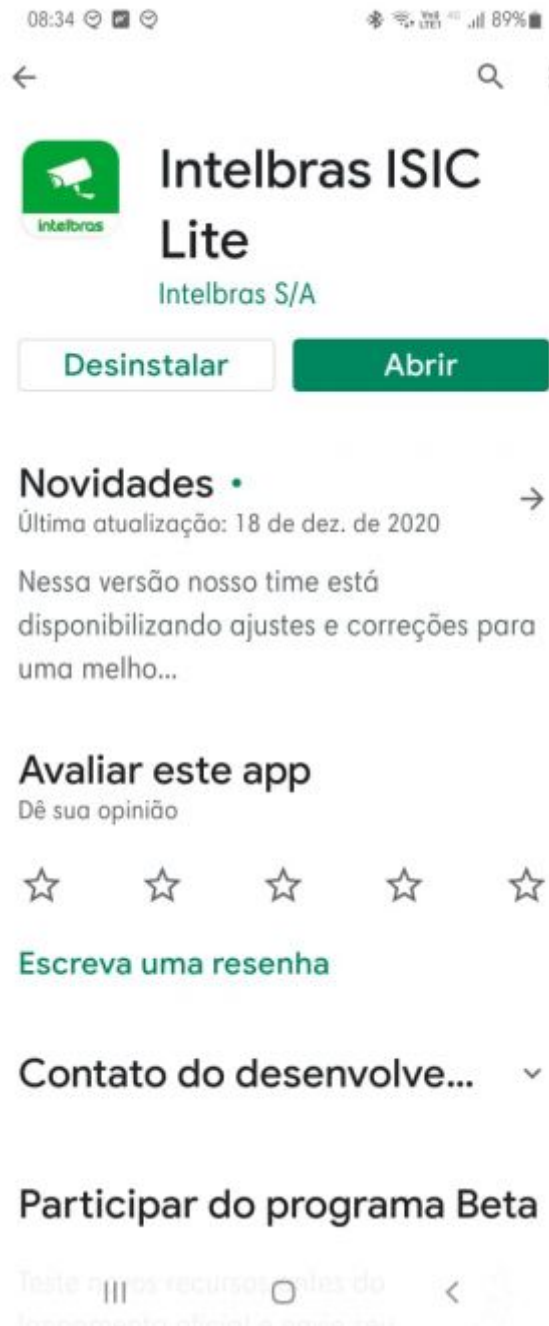 08:34
89%
intelbras
Intelbras ISIC
Lite
Intelbras S/A
Desinstalar
Abrir
Novidades •
Última atualização: 18 de dez. de 2020
Nessa versão nosso time está
disponibilizando ajustes e correções para
uma melho...
Avaliar este app
Dê sua opinião
Escreva uma resenha
Contato do desenvolve...
Participar do programa Beta